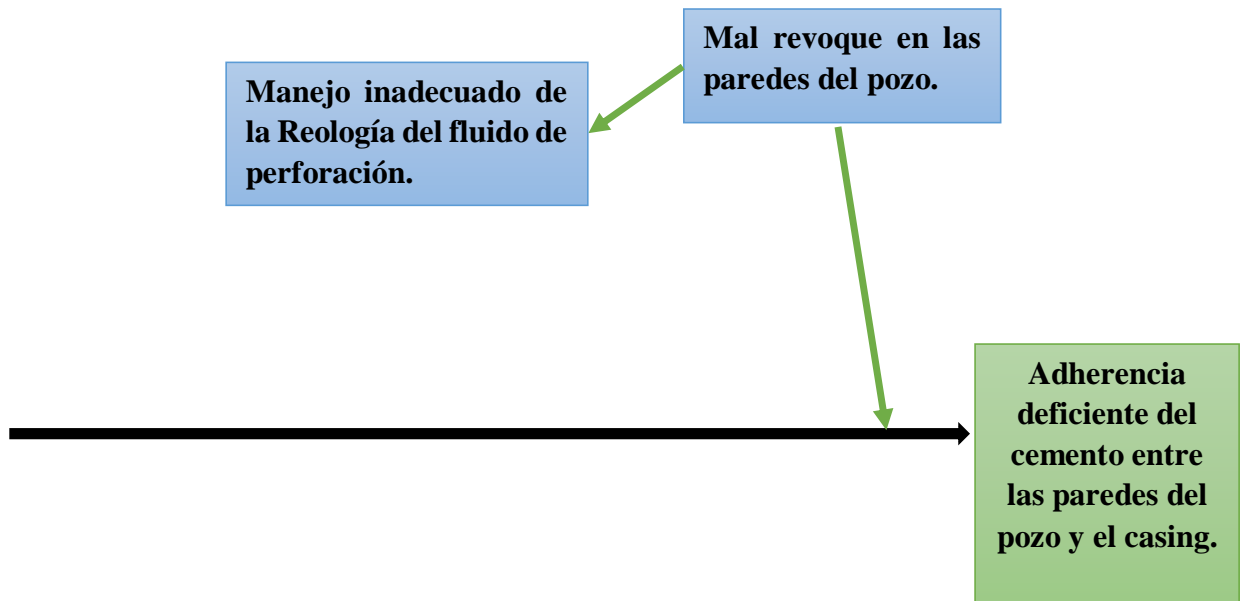 Mal revoque en las
paredes del pozo.
Manejo inadecuado de
la Reología del fluido de
perforación.
Adherencia
deficiente del
cemento entre
las paredes del
pozo y el casing.